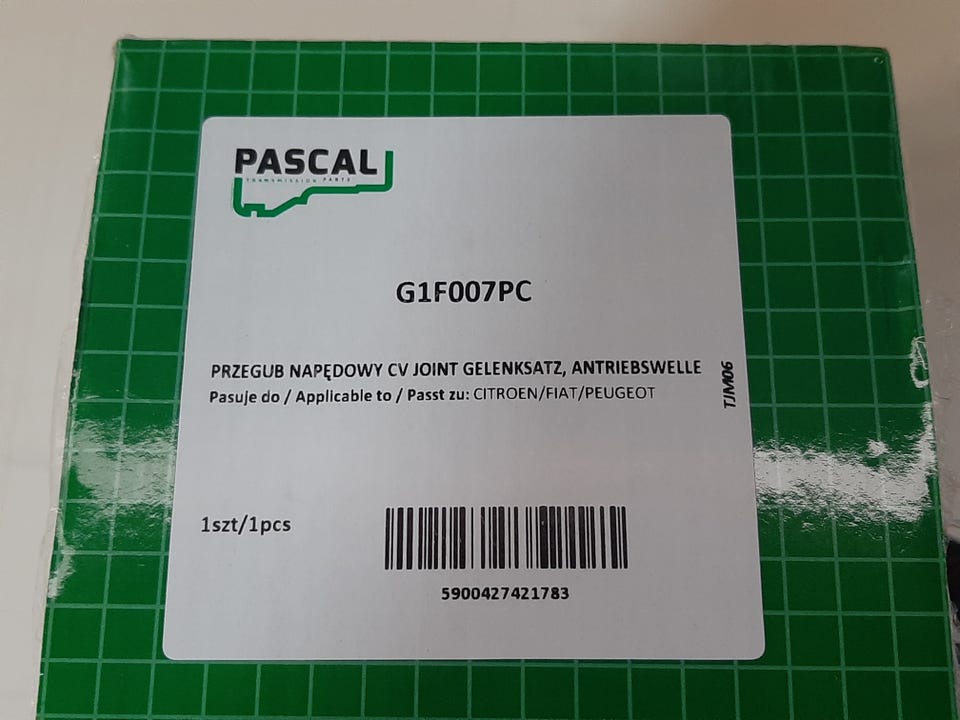 PASCAL
TRANSMISSION PARTS
G1F007PC
PRZEGUB NAPĘDOWY CV JOINT GELENKSATZ, ANTRIEBSWELLE
Pasuje do / Applicable to / Passt zu: CITROEN/FIAT/PEUGEOT
TJM06
1szt/1pcs
5900427421783